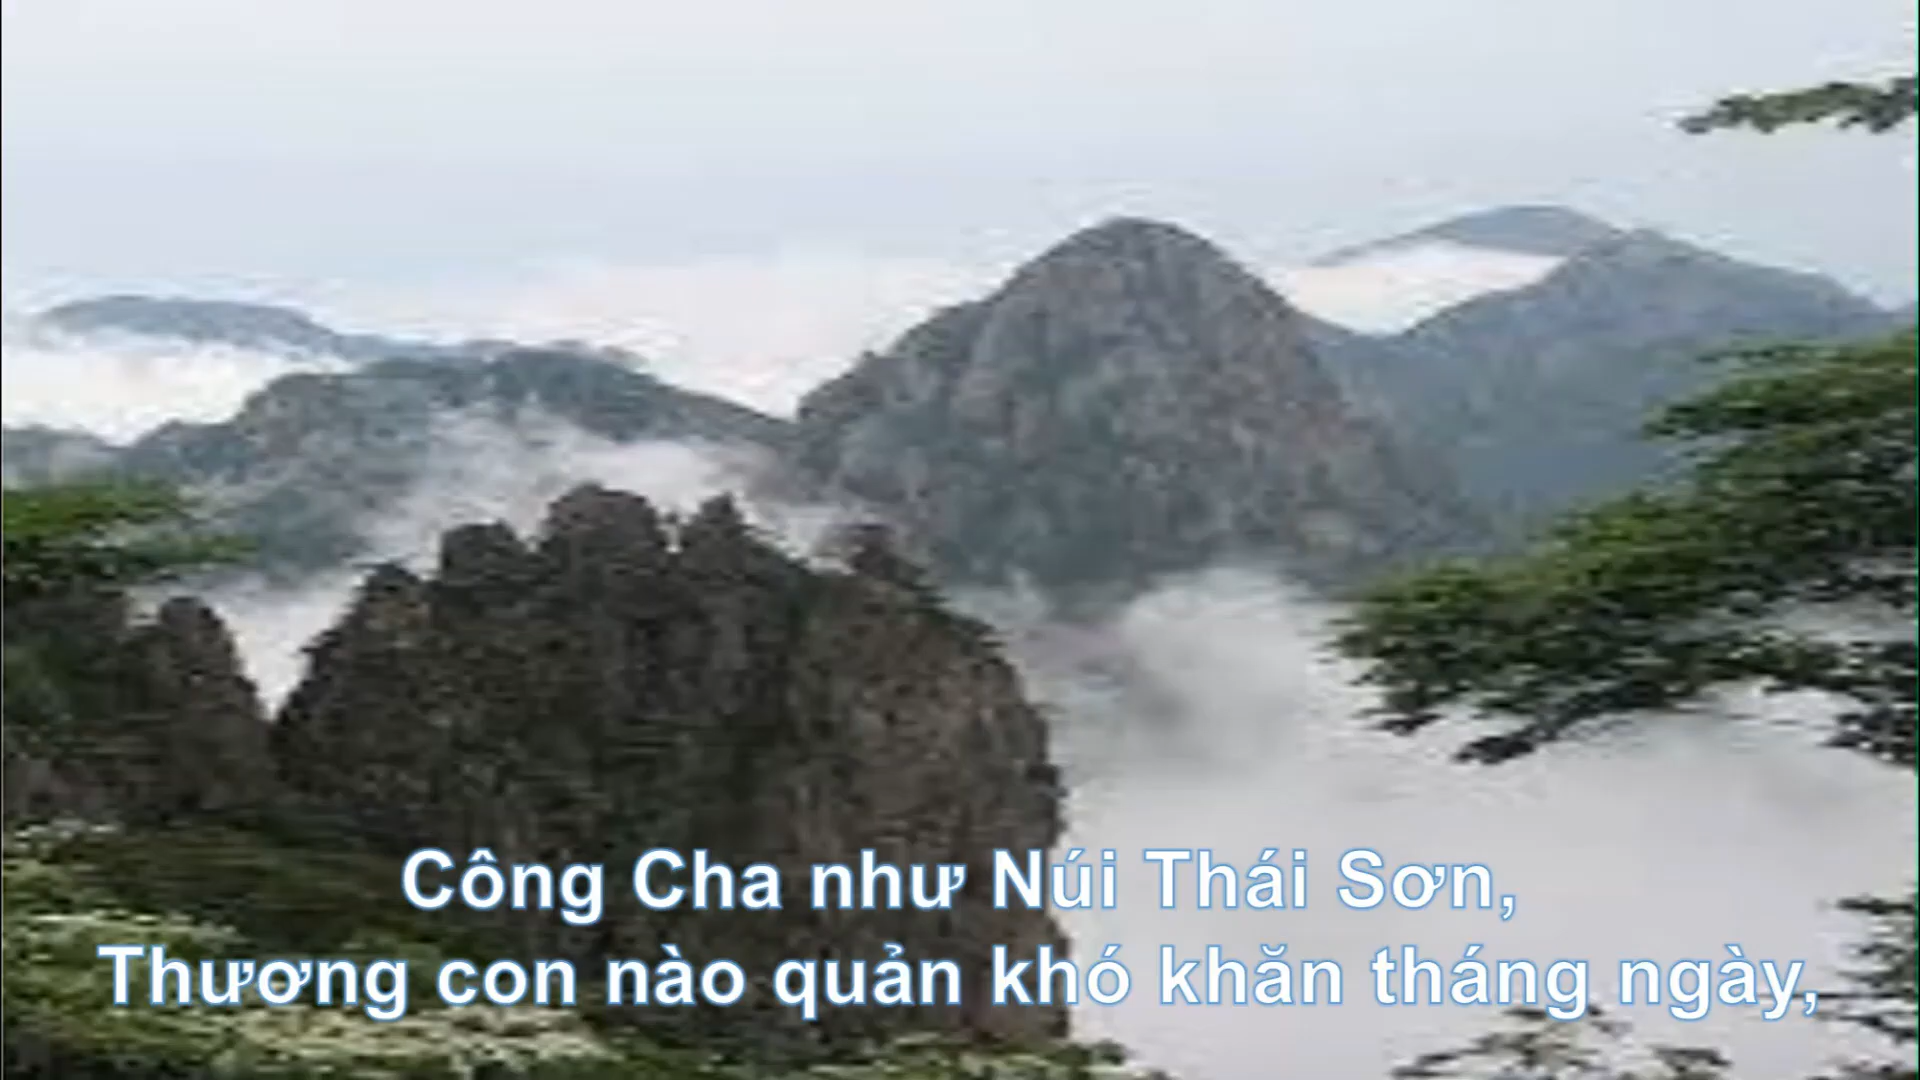 Công Cha như Núi Thái Sơn,
Thương con nào quản khó khăn tháng ngày,